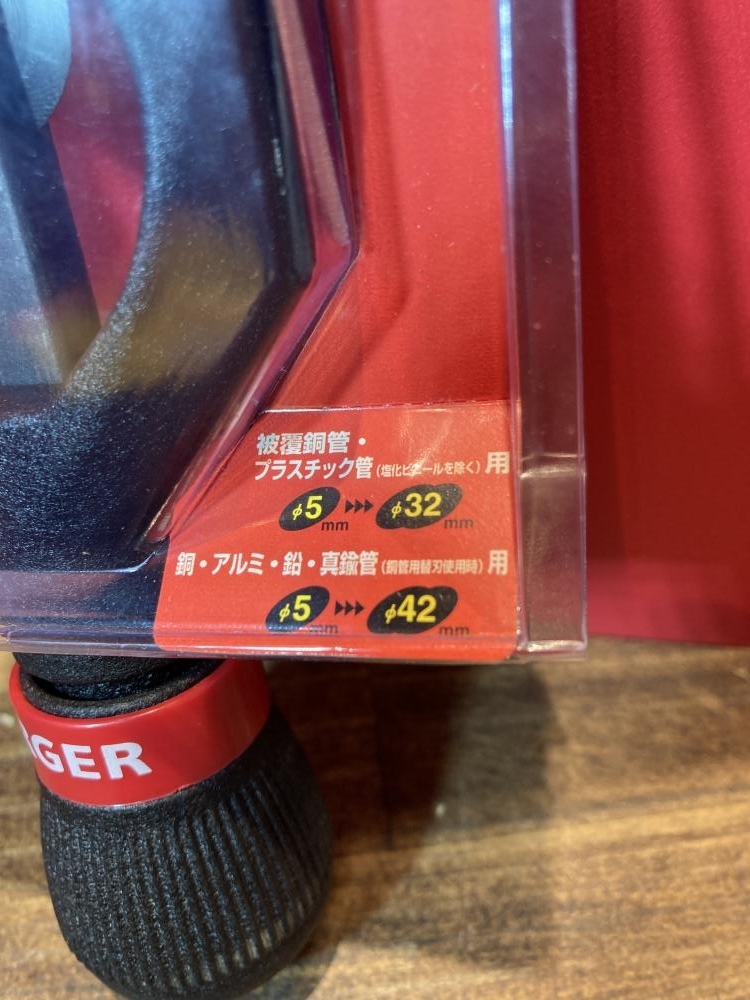 被覆銅管・
プラスチック管(塩化ビニールを除く)用
φ5mm φ32mm
銅・アルミ・鉛・真鍮管(銅管用替刃使用時)用
φ5mm φ42mm
GER